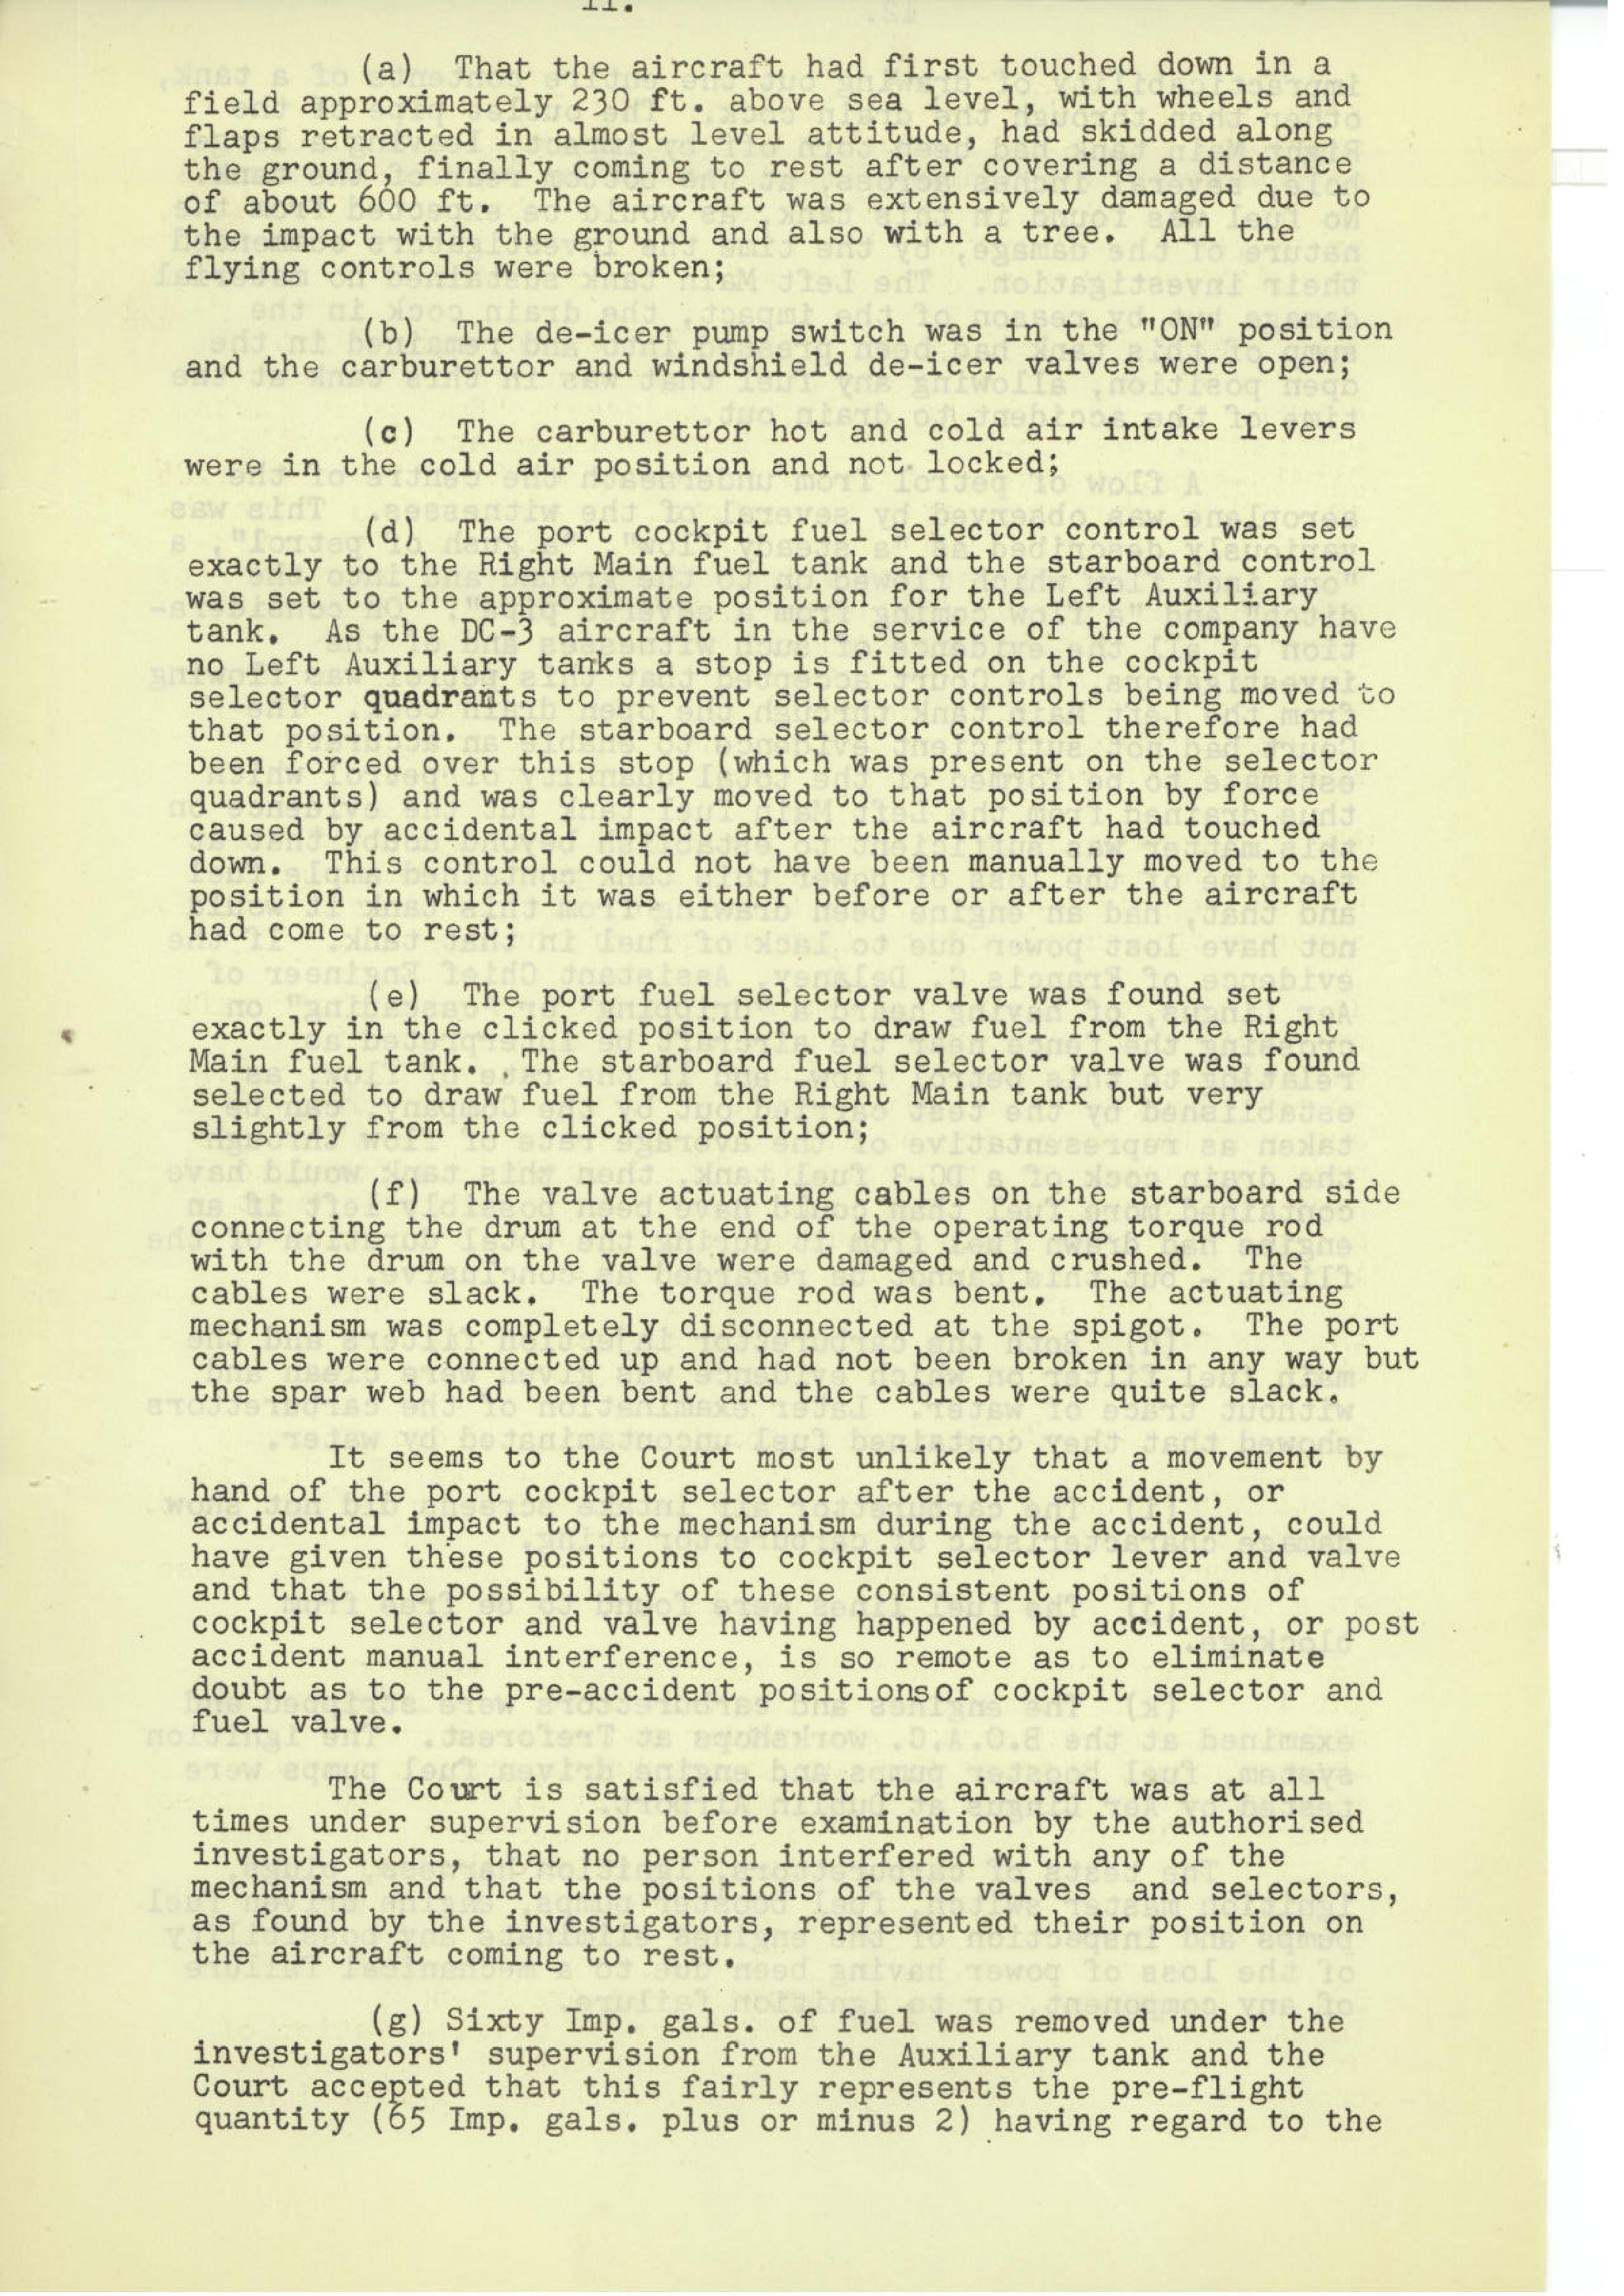 11.
(a) That the aircraft had first touched down in a
field approximately 230 ft. above sea level, with wheels and
flaps retracted in almost level attitude, had skidded along
the ground, finally coming to rest after covering a distance
of about 600 ft. The aircraft was extensively damaged due to
the impact with the ground and also with a tree. All the
flying controls were broken;
(b) The de-icer pump switch was in the "ON" position
and the carburettor and windshield de-icer valves were open;
(c) The carburettor hot and cold air intake levers
were in the cold air position and not locked;
(d) The port cockpit fuel selector control was set
exactly to the Right Main fuel tank and the starboard control
was set to the approximate position for the Left Auxiliary
tank. As the DC-3 aircraft in the service of the company have
no Left Auxiliary tanks a stop is fitted on the cockpit
selector quadrants to prevent selector controls being moved to
that position. The starboard selector control therefore had
been forced over this stop (which was present on the selector
quadrants) and was clearly moved to that position by force
caused by accidental impact after the aircraft had touched
down. This control could not have been manually moved to the
position in which it was either before or after the aircraft
had come to rest;
(e) The port fuel selector valve was found set
exactly in the clicked position to draw fuel from the Right
Main fuel tank. The starboard fuel selector valve was found
selected to draw fuel from the Right Main tank but very
slightly from the clicked position;
(f) The valve actuating cables on the starboard side
connecting the drum at the end of the operating torque rod
with the drum on the valve were damaged and crushed. The
cables were slack. The torque rod was bent. The actuating
mechanism was completely disconnected at the spigot. The port
cables were connected up and had not been broken in any way but
the spar web had been bent and the cables were quite slack.
It seems to the Court most unlikely that a movement by
hand of the port cockpit selector after the accident, or
accidental impact to the mechanism during the accident, could
have given these positions to cockpit selector lever and valve
and that the possibility of these consistent positions of
cockpit selector and valve having happened by accident, or post
accident manual interference, is so remote as to eliminate
doubt as to the pre-accident positionsof cockpit selector and
fuel valve.
The Court is satisfied that the aircraft was at all
times under supervision before examination by the authorised
investigators, that no person interfered with any of the
mechanism and that the positions of the valves and selectors,
as found by the investigators, represented their position on
the aircraft coming to rest.
(g) Sixty Imp. gals. of fuel was removed under the
investigators' supervision from the Auxiliary tank and the
Court accepted that this fairly represents the pre-flight
quantity (65 Imp. gals. plus or minus 2) having regard to the